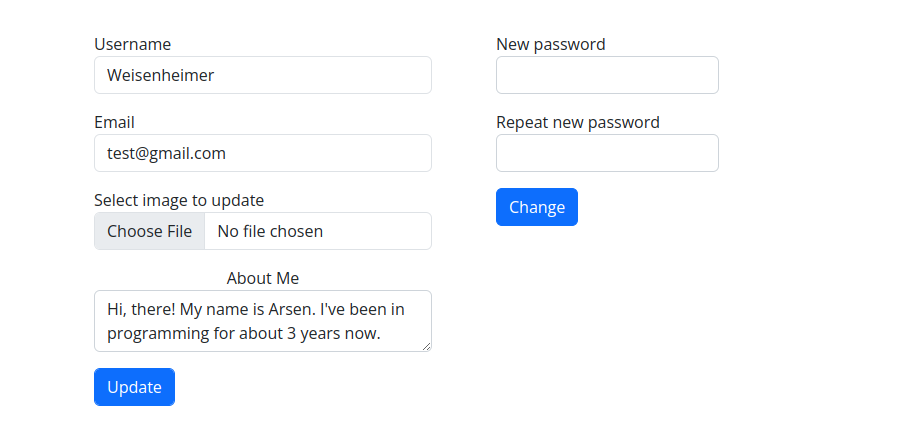 Username
Weisenheimer
Email
test@gmail.com
Select image to update
Choose File No file chosen
About Me
Hi, there! My name is Arsen. I've been in
programming for about 3 years now.
Update
New password
Repeat new password
Change